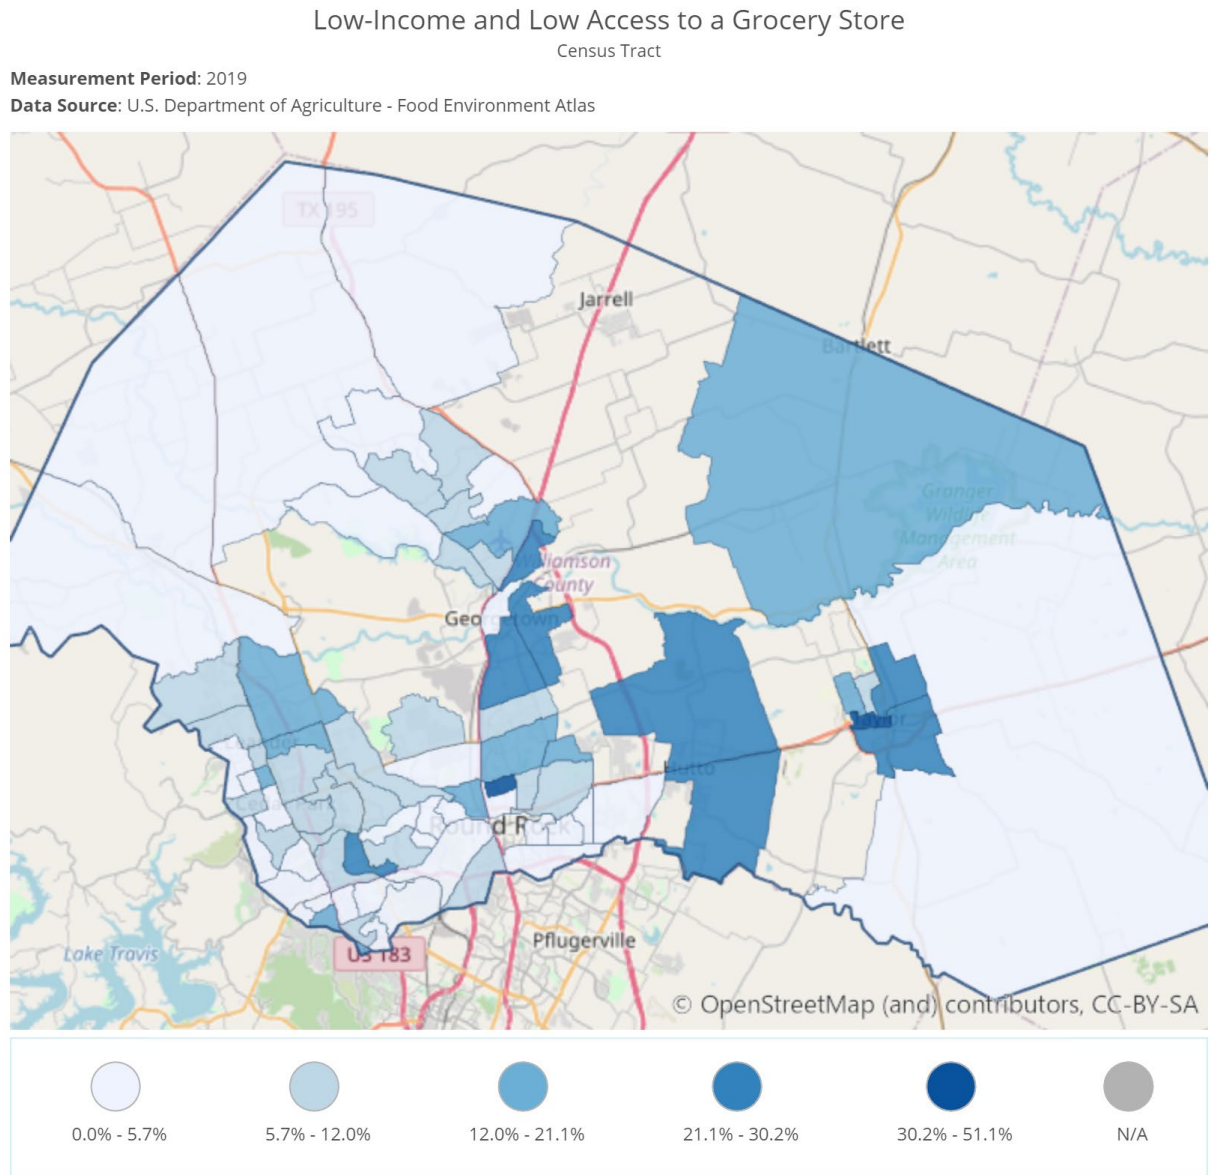 Low-Income and Low Access to a Grocery Store
Census Tract
Measurement Period: 2019
Data Source: U.S. Department of Agriculture - Food Environment Atlas
TX 195
Jarrell
Bartlett
Granger
Wildlife
Management
Area
Williamson
County
Georgetown
Taylor
Leander
Hutto
Cedar Park
Round Rock
Pflugerville
Lake Travis
US 183
© OpenStreetMap (and) contributors, CC-BY-SA
0.0% - 5.7%
5.7% - 12.0%
12.0% - 21.1%
21.1% - 30.2%
30.2% - 51.1%
N/A